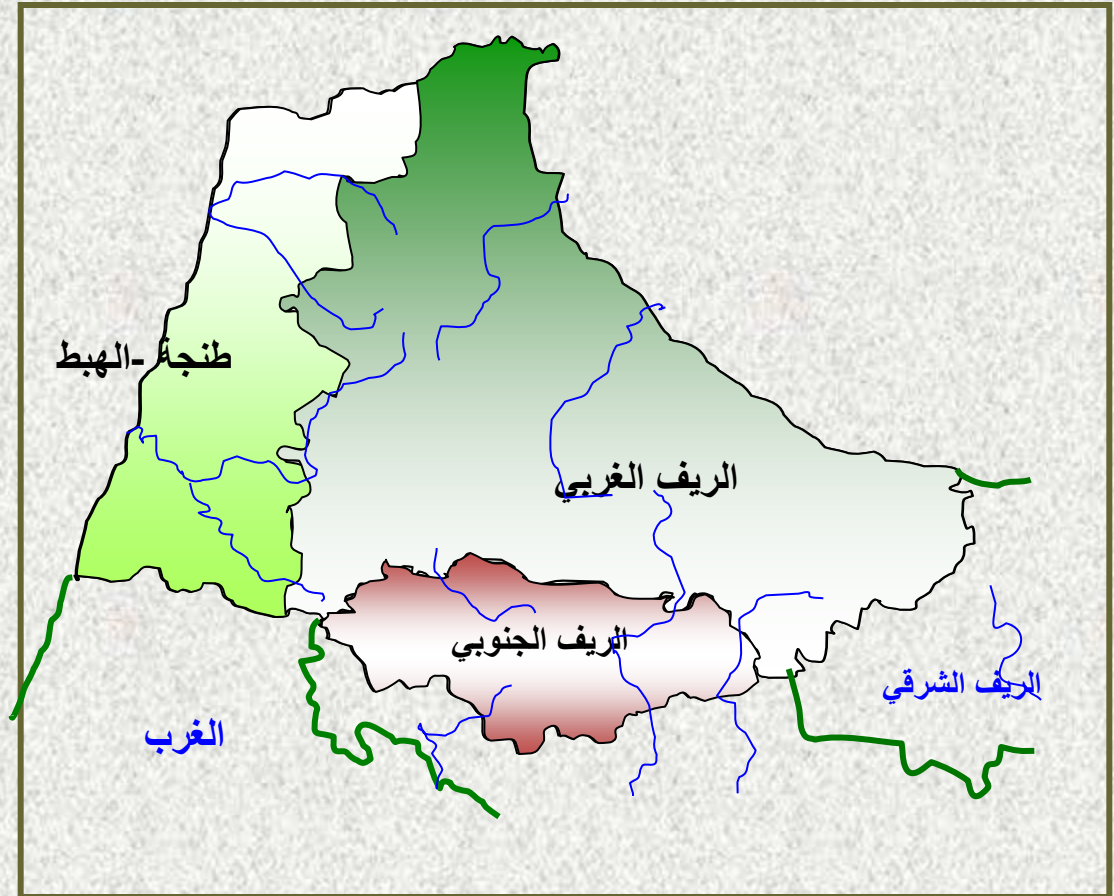 طنجة -الهبط
الريف الغربي
الريف الجنوبي
الريف الشرقي
الغرب